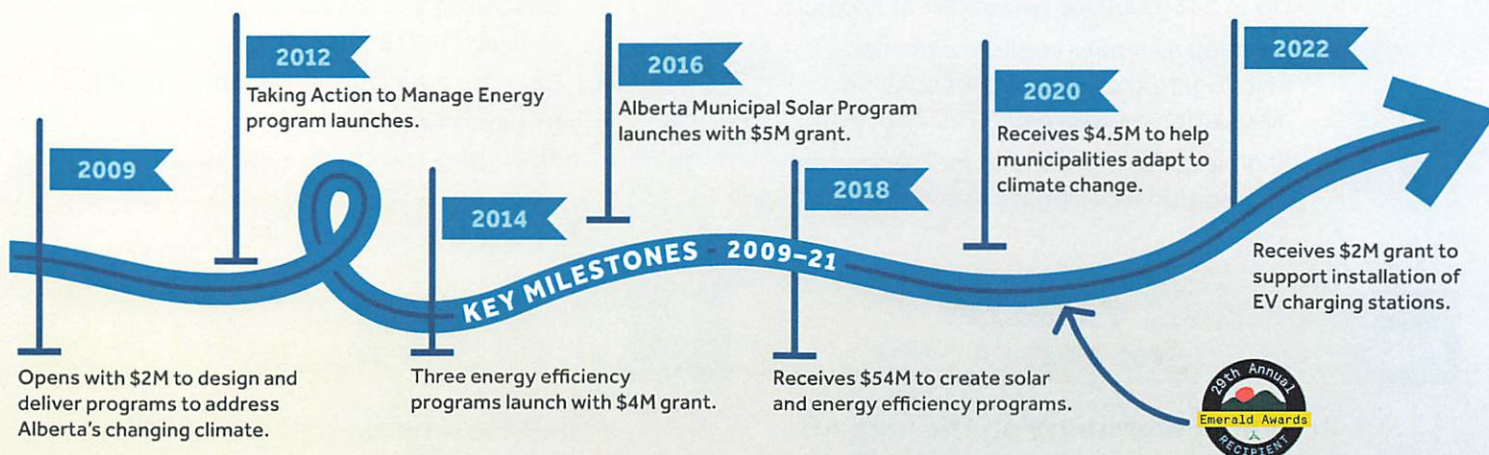 2009
Opens with $2M to design and
deliver programs to address
Alberta's changing climate.
2012
Taking Action to Manage Energy
program launches.
2014
Three energy efficiency
programs launch with $4M grant.
2016
Alberta Municipal Solar Program
launches with $5M grant.
KEY MILESTONES - 2009–21
2018
Receives $54M to create solar
and energy efficiency programs.
2020
Receives $4.5M to help
municipalities adapt to
climate change.
2022
Receives $2M grant to
support installation of
EV charging stations.
29th Annual
Emerald Awards
RECIPIENT